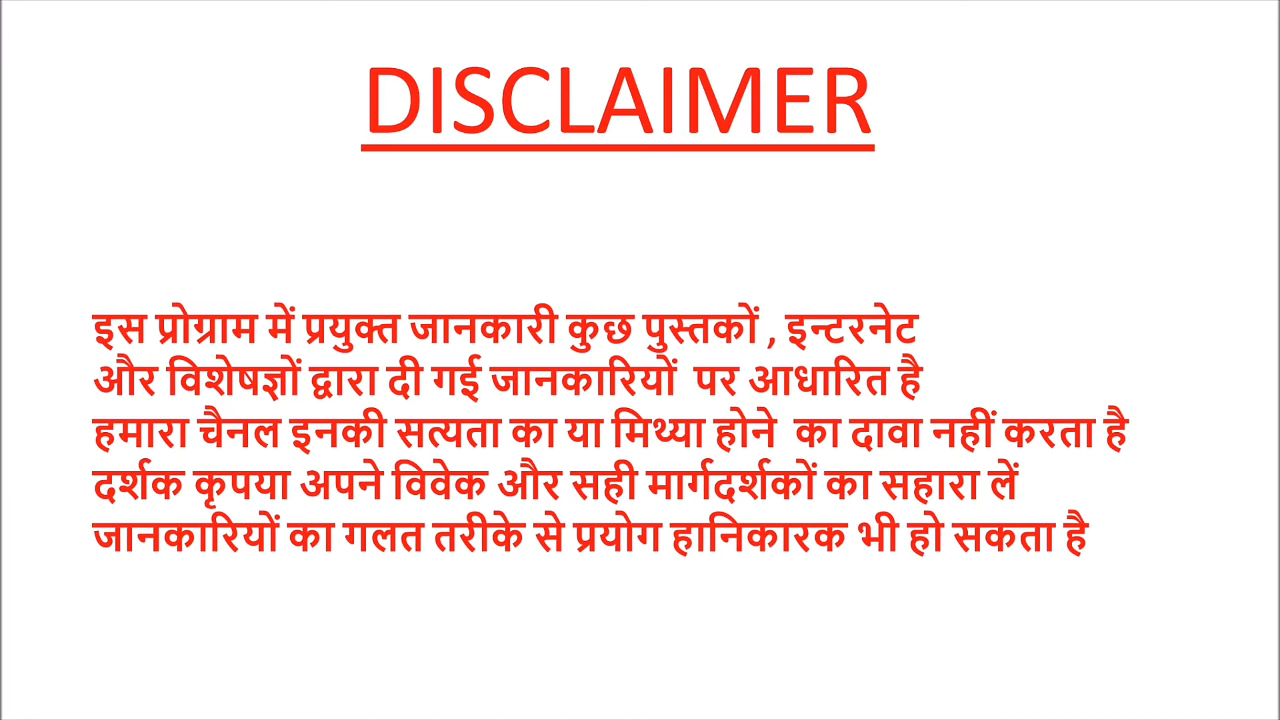 DISCLAIMER
इस प्रोग्राम में प्रयुक्त जानकारी कुछ पुस्तकों , इन्टरनेट
और विशेषज्ञों द्वारा दी गई जानकारियों पर आधारित है
हमारा चैनल इनकी सत्यता का या मिथ्या होने का दावा नहीं करता है
दर्शक कृपया अपने विवेक और सही मार्गदर्शकों का सहारा लें
जानकारियों का गलत तरीके से प्रयोग हानिकारक भी हो सकता है